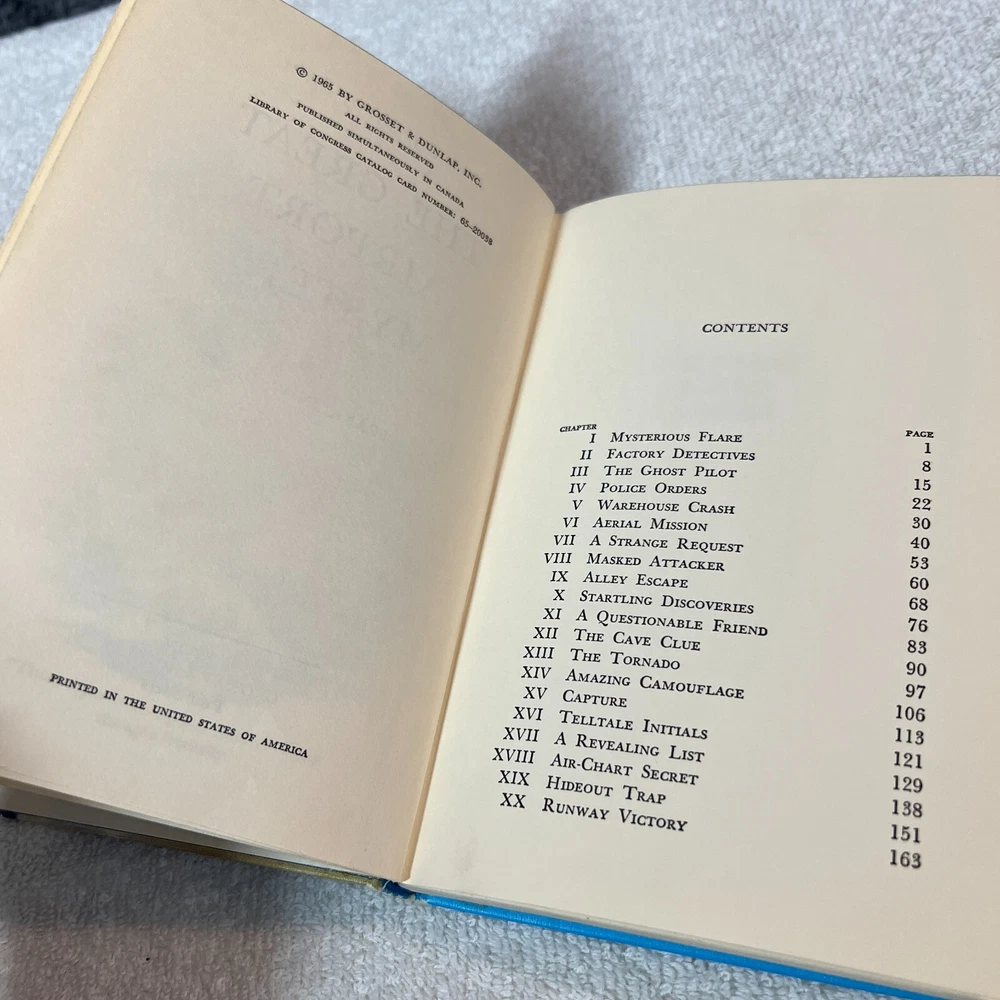 © 1965 BY GROSSET & DUNLAP, INC.
ALL RIGHTS RESERVED
PUBLISHED SIMULTANEOUSLY IN CANADA
LIBRARY OF CONGRESS CATALOG CARD NUMBER: 65-20038
PRINTED IN THE UNITED STATES OF AMERICA
CONTENTS
CHAPTER PAGE
I MYSTERIOUS FLARE 1
II FACTORY DETECTIVES 8
III THE GHOST PILOT 15
IV POLICE ORDERS 22
V WAREHOUSE CRASH 30
VI AERIAL MISSION 40
VII A STRANGE REQUEST 53
VIII MASKED ATTACKER 60
IX ALLEY ESCAPE 68
X STARTLING DISCOVERIES 76
XI A QUESTIONABLE FRIEND 83
XII THE CAVE CLUE 90
XIII THE TORNADO 97
XIV AMAZING CAMOUFLAGE 106
XV CAPTURE 113
XVI TELLTALE INITIALS 121
XVII A REVEALING LIST 129
XVIII AIR-CHART SECRET 138
XIX HIDEOUT TRAP 151
XX RUNWAY VICTORY 163